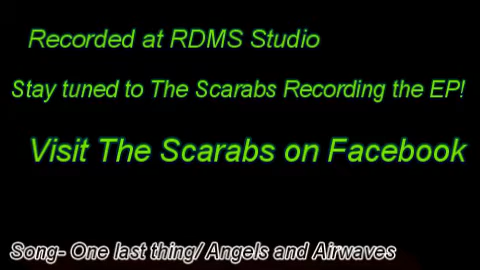 Recorded at RDMS Studio
Stay tuned to The Scarabs Recording the EP!
Visit The Scarabs on Facebook
Song- One last thing/ Angels and Airwaves